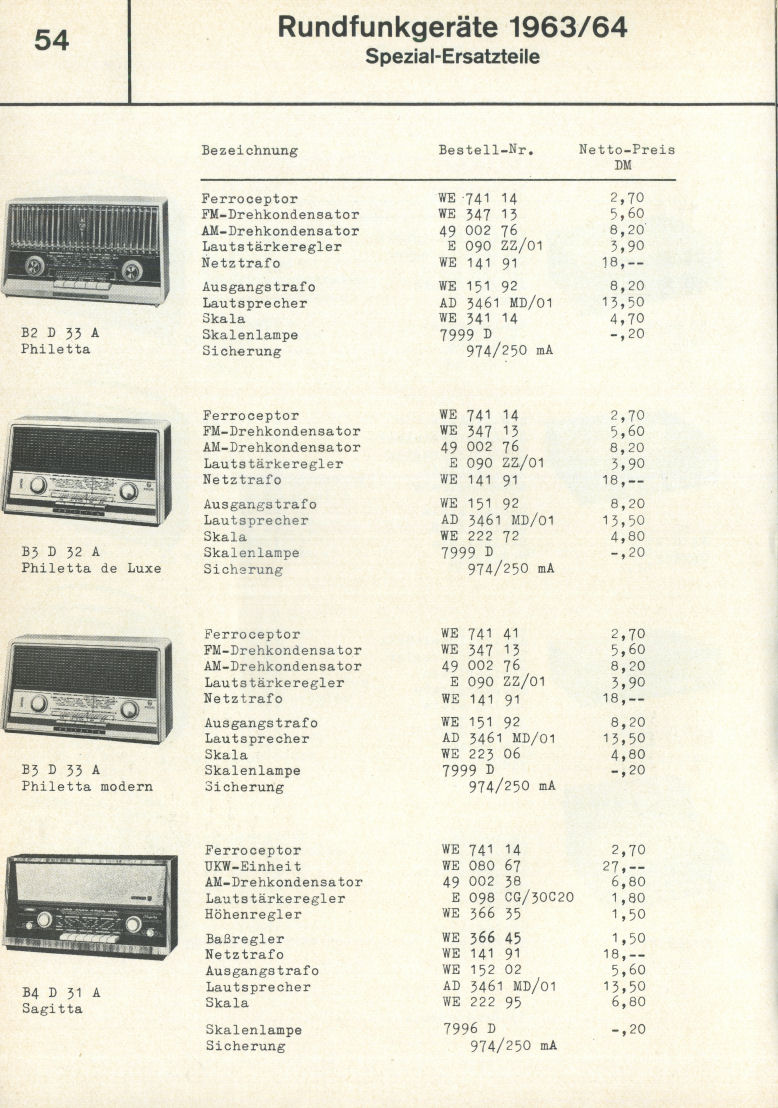 54
Rundfunkgeräte 1963/64
Spezial-Ersatzteile
Bezeichnung Bestell-Nr. Netto-Preis
DM
Ferroceptor WE 741 14 2,70
FM-Drehkondensator WE 347 13 5,60
AM-Drehkondensator 49 002 76 8,20
Lautstärkeregler E 090 ZZ/01 3,90
Netztrafo WE 141 91 18,--
Ausgangstrafo WE 151 92 8,20
Lautsprecher AD 3461 MD/01 13,50
Skala WE 341 14 4,70
Skalenlampe 7999 D -,20
Sicherung 974/250 mA
B2 D 33 A
Philetta
Ferroceptor WE 741 14 2,70
FM-Drehkondensator WE 347 13 5,60
AM-Drehkondensator 49 002 76 8,20
Lautstärkeregler E 090 ZZ/01 3,90
Netztrafo WE 141 91 18,--
Ausgangstrafo WE 151 92 8,20
Lautsprecher AD 3461 MD/01 13,50
Skala WE 222 72 4,80
Skalenlampe 7999 D -,20
Sicherung 974/250 mA
B3 D 32 A
Philetta de Luxe
Ferroceptor WE 741 41 2,70
FM-Drehkondensator WE 347 13 5,60
AM-Drehkondensator 49 002 76 8,20
Lautstärkeregler E 090 ZZ/01 3,90
Netztrafo WE 141 91 18,--
Ausgangstrafo WE 151 92 8,20
Lautsprecher AD 3461 MD/01 13,50
Skala WE 223 06 4,80
Skalenlampe 7999 D -,20
Sicherung 974/250 mA
B3 D 33 A
Philetta modern
Ferroceptor WE 741 14 2,70
UKW-Einheit WE 080 67 27,--
AM-Drehkondensator 49 002 38 6,80
Lautstärkeregler E 098 CG/30C20 1,80
Höhenregler WE 366 35 1,50
Baßregler WE 366 45 1,50
Netztrafo WE 141 91 18,--
Ausgangstrafo WE 152 02 5,60
Lautsprecher AD 3461 MD/01 13,50
Skala WE 222 95 6,80
Skalenlampe 7996 D -,20
Sicherung 974/250 mA
B4 D 31 A
Sagitta